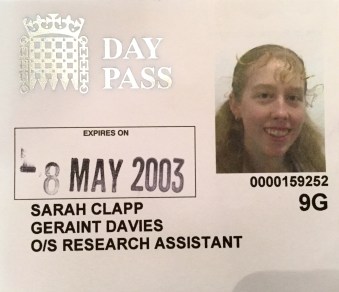 DAY
PASS
EXPIRES ON
8 MAY 2003
0000159252
9G
SARAH CLAPP
GERAINT DAVIES
O/S RESEARCH ASSISTANT